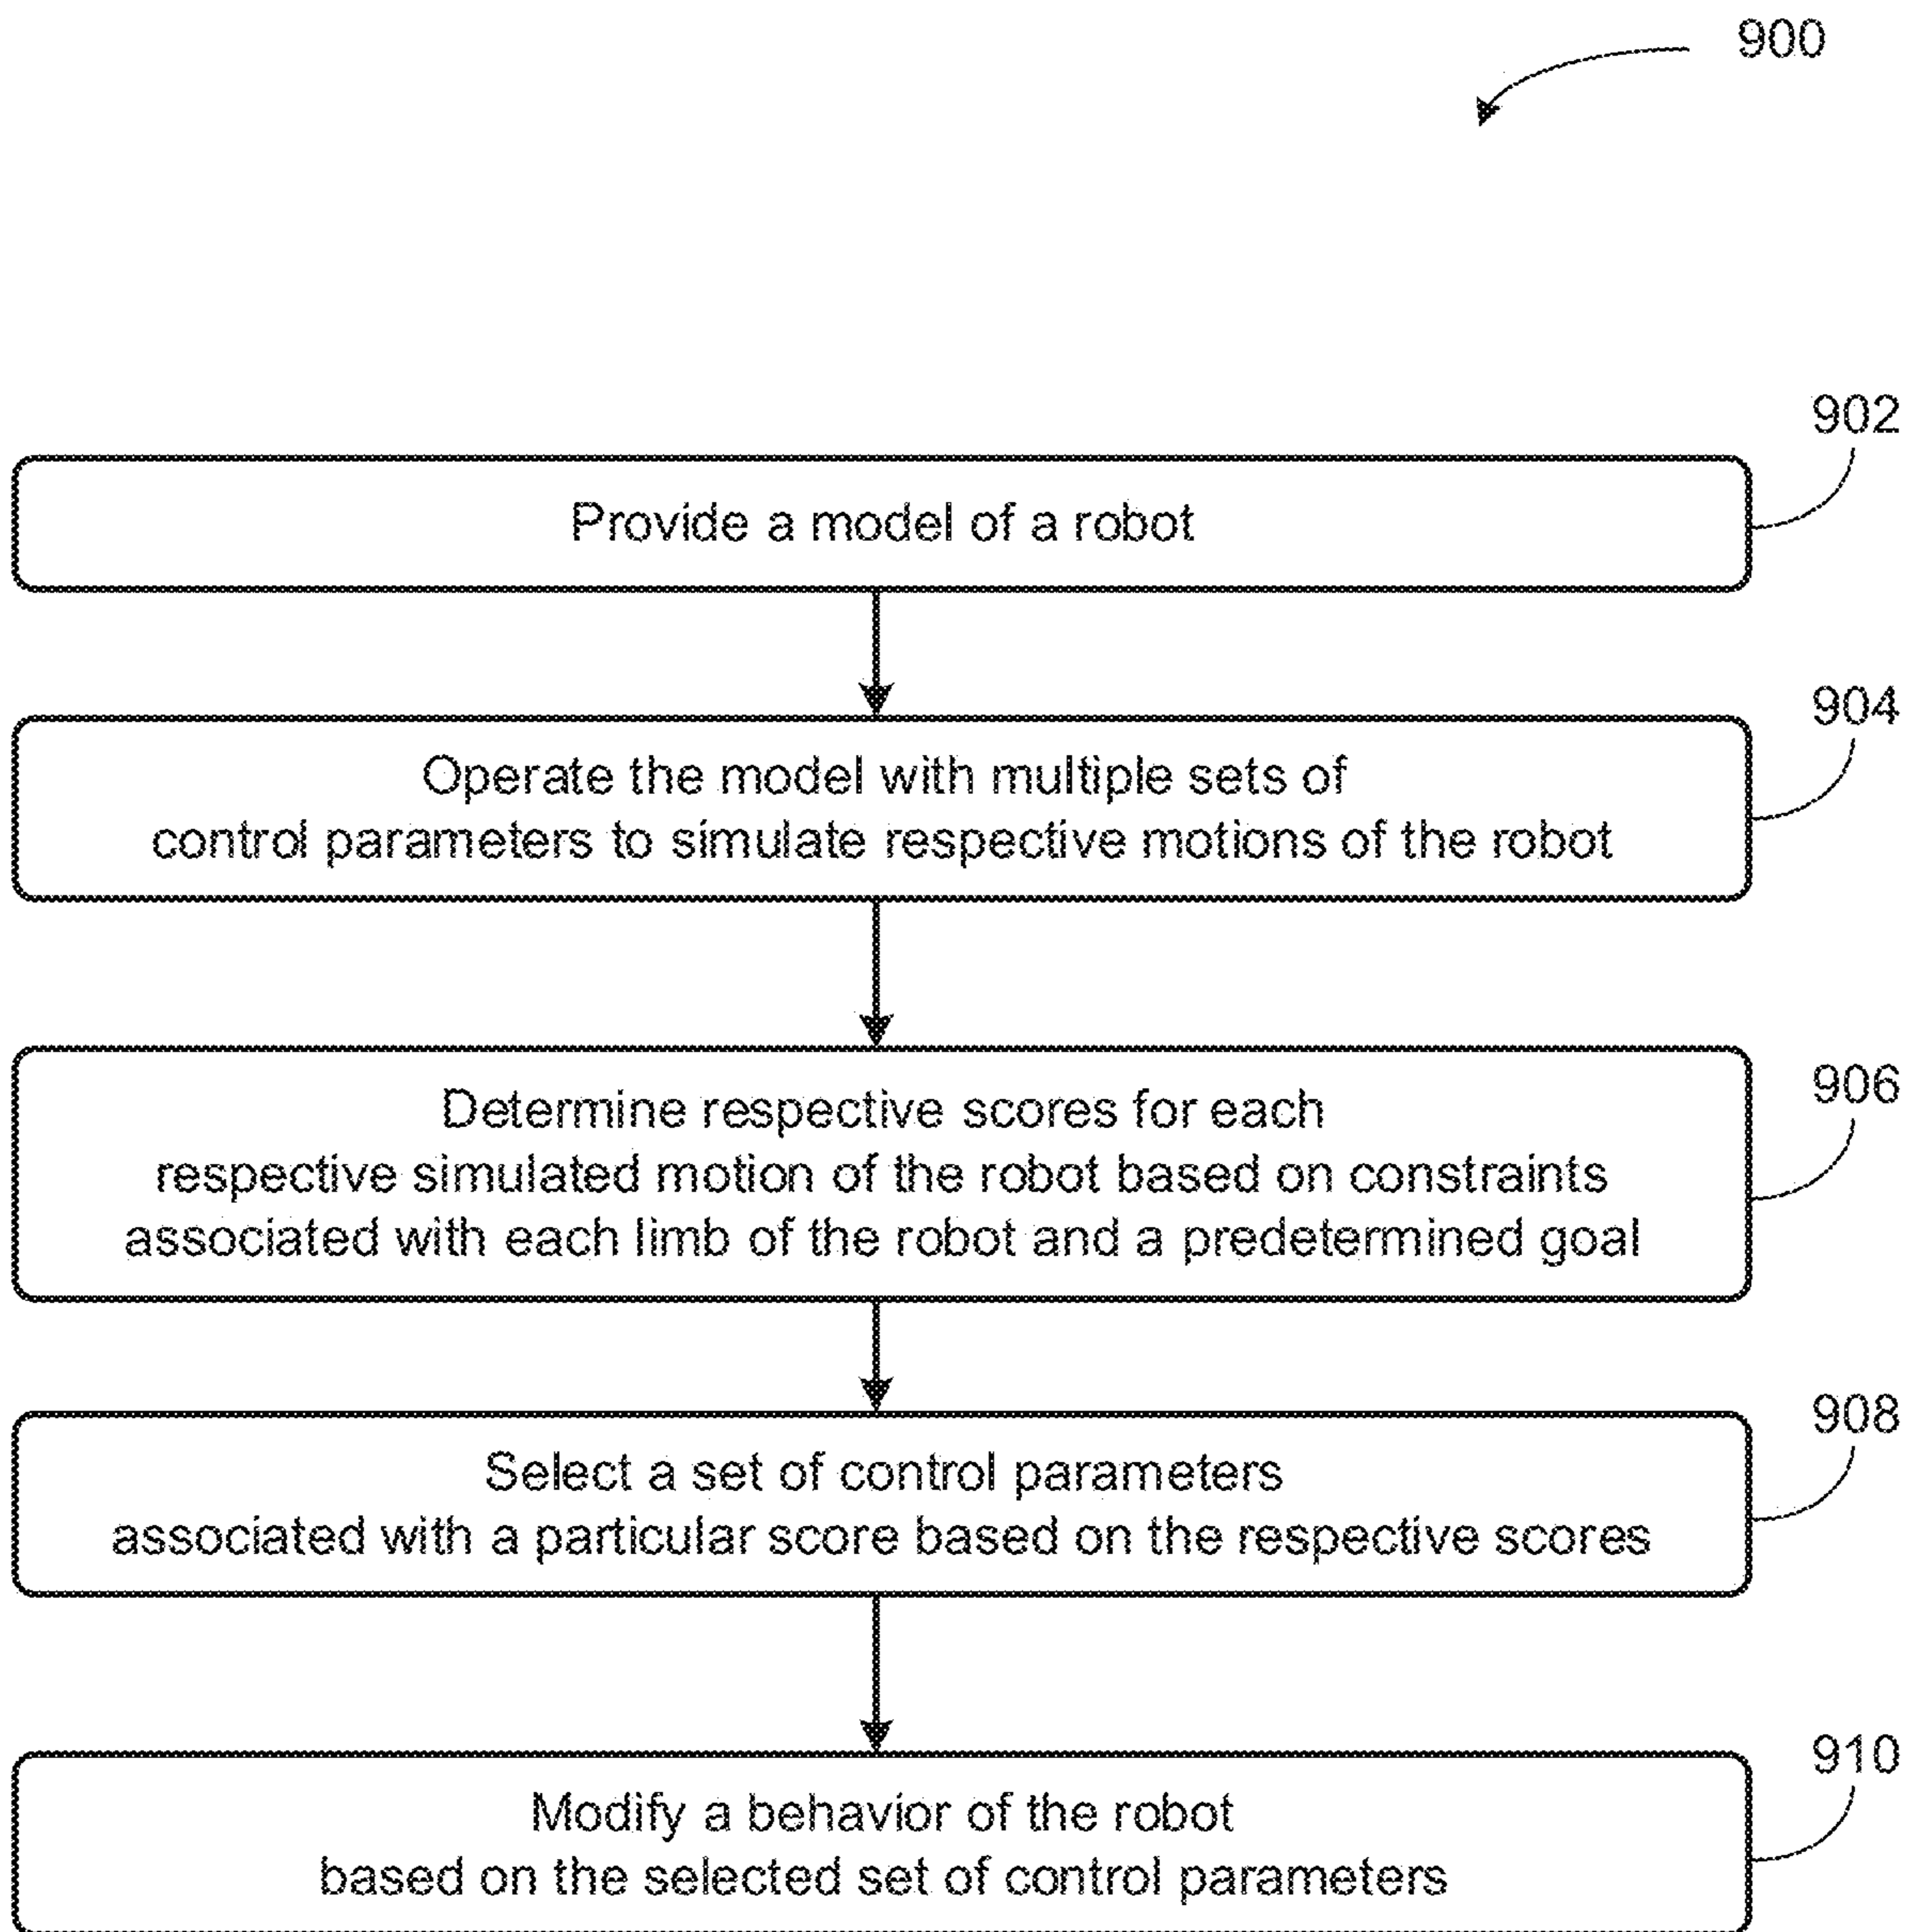 900
902
Provide a model of a robot
904
Operate the model with multiple sets of
control parameters to simulate respective motions of the robot
906
Determine respective scores for each
respective simulated motion of the robot based on constraints
associated with each limb of the robot and a predetermined goal
908
Select a set of control parameters
associated with a particular score based on the respective scores
910
Modify a behavior of the robot
based on the selected set of control parameters